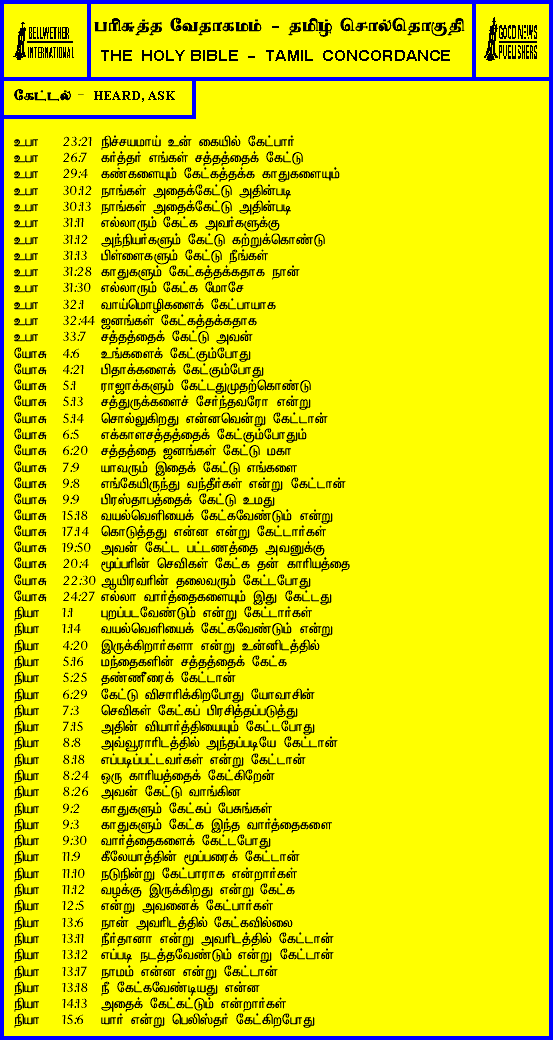 BELLWETHER
INTERNATIONAL
பரிசுத்த வேதாகமம் - தமிழ் சொல்தொகுதி
THE HOLY BIBLE - TAMIL CONCORDANCE
GOOD NEWS
PUBLISHERS
கேட்டல் - HEARD, ASK
உபா 23:21 நிச்சயமாய் உன் கையில் கேட்பார்
உபா 26:7 கர்த்தர் எங்கள் சத்தத்தைக் கேட்டு
உபா 29:4 கண்களையும் கேட்கத்தக்க காதுகளையும்
உபா 30:12 நாங்கள் அதைக்கேட்டு அதின்படி
உபா 30:13 நாங்கள் அதைக்கேட்டு அதின்படி
உபா 31:11 எல்லாரும் கேட்க அவர்களுக்கு
உபா 31:12 அந்நியர்களும் கேட்டு கற்றுக்கொண்டு
உபா 31:13 பிள்ளைகளும் கேட்டு நீங்கள்
உபா 31:28 காதுகளும் கேட்கத்தக்கதாக நான்
உபா 31:30 எல்லாரும் கேட்க மோசே
உபா 32:1 வாய்மொழிகளைக் கேட்பாயாக
உபா 32:44 ஜனங்கள் கேட்கத்தக்கதாக
உபா 33:7 சத்தத்தைக் கேட்டு அவன்
யோசு 4:6 உங்களைக் கேட்கும்போது
யோசு 4:21 பிதாக்களைக் கேட்கும்போது
யோசு 5:1 ராஜாக்களும் கேட்டதுமுதற்கொண்டு
யோசு 5:13 சத்துருக்களைச் சேர்ந்தவரோ என்று
யோசு 5:14 சொல்லுகிறது என்னவென்று கேட்டான்
யோசு 6:5 எக்காளசத்தத்தைக் கேட்கும்போதும்
யோசு 6:20 சத்தத்தை ஜனங்கள் கேட்டு மகா
யோசு 7:9 யாவரும் இதைக் கேட்டு எங்களை
யோசு 9:8 எங்கேயிருந்து வந்தீர்கள் என்று கேட்டான்
யோசு 9:9 பிரஸ்தாபத்தைக் கேட்டு உமது
யோசு 15:18 வயல்வெளியைக் கேட்கவேண்டும் என்று
யோசு 17:14 கொடுத்தது என்ன என்று கேட்டார்கள்
யோசு 19:50 அவன் கேட்ட பட்டணத்தை அவனுக்கு
யோசு 20:4 மூப்பரின் செவிகள் கேட்க தன் காரியத்தை
யோசு 22:30 ஆயிரவரின் தலைவரும் கேட்டபோது
யோசு 24:27 எல்லா வார்த்தைகளையும் இது கேட்டது
நியா 1:1 புறப்படவேண்டும் என்று கேட்டார்கள்
நியா 1:14 வயல்வெளியைக் கேட்கவேண்டும் என்று
நியா 4:20 இருக்கிறார்களா என்று உன்னிடத்தில்
நியா 5:16 மந்தைகளின் சத்தத்தைக் கேட்க
நியா 5:25 தண்ணீரைக் கேட்டான்
நியா 6:29 கேட்டு விசாரிக்கிறபோது யோவாசின்
நியா 7:3 செவிகள் கேட்கப் பிரசித்தப்படுத்து
நியா 7:15 அதின் வியார்த்தியையும் கேட்டபோது
நியா 8:8 அவ்வூராரிடத்தில் அந்தப்படியே கேட்டான்
நியா 8:18 எப்படிப்பட்டவர்கள் என்று கேட்டான்
நியா 8:24 ஒரு காரியத்தைக் கேட்கிறேன்
நியா 8:26 அவன் கேட்டு வாங்கின
நியா 9:2 காதுகளும் கேட்கப் பேசுங்கள்
நியா 9:3 காதுகளும் கேட்க இந்த வார்த்தைகளை
நியா 9:30 வார்த்தைகளைக் கேட்டபோது
நியா 11:9 கீலேயாத்தின் மூப்பரைக் கேட்டான்
நியா 11:10 நடுநின்று கேட்பாராக என்றார்கள்
நியா 11:12 வழக்கு இருக்கிறது என்று கேட்க
நியா 12:5 என்று அவனைக் கேட்பார்கள்
நியா 13:6 நான் அவரிடத்தில் கேட்கவில்லை
நியா 13:11 நீர்தானா என்று அவரிடத்தில் கேட்டான்
நியா 13:12 எப்படி நடத்தவேண்டும் என்று கேட்டான்
நியா 13:17 நாமம் என்ன என்று கேட்டான்
நியா 13:18 நீ கேட்கவேண்டியது என்ன
நியா 14:13 அதைக் கேட்கட்டும் என்றார்கள்
நியா 15:6 யார் என்று பெலிஸ்தர் கேட்கிறபோது